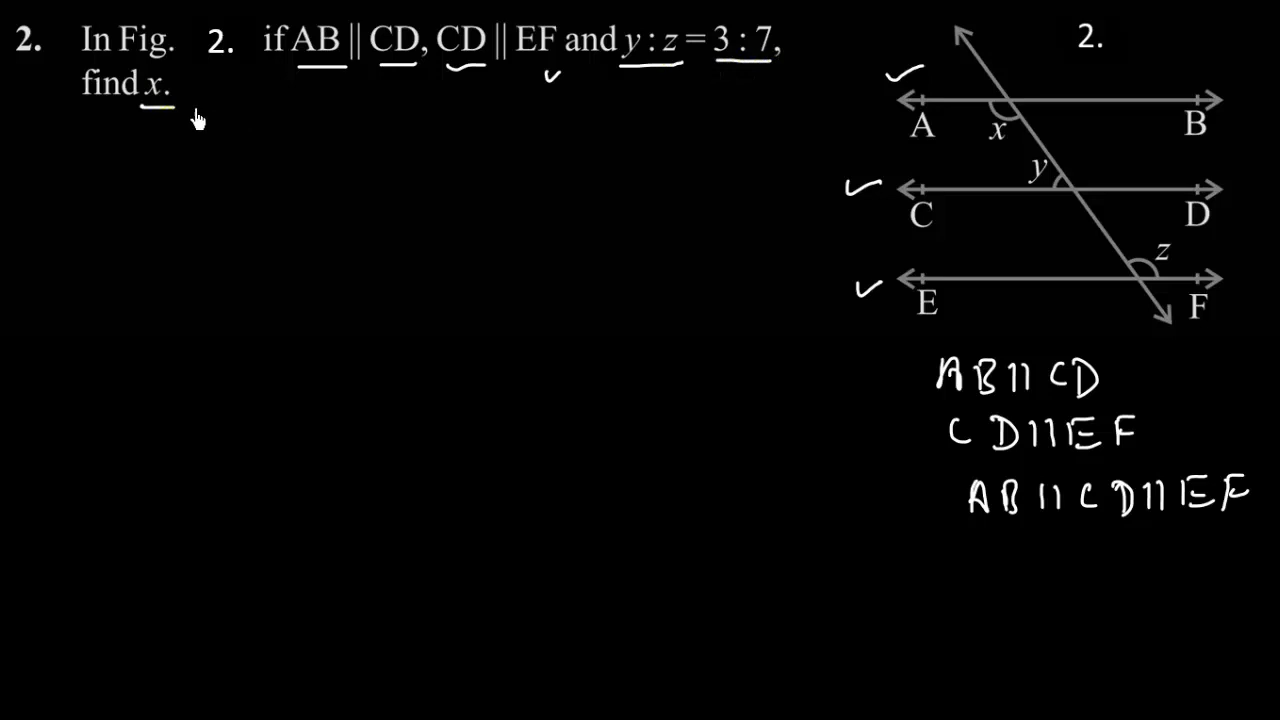 2. In Fig. 2. if AB || CD, CD || EF and y : z = 3 : 7,
find x.
2.
A B
x
y
C D
z
E F
AB || CD
CD || EF
AB || CD || EF